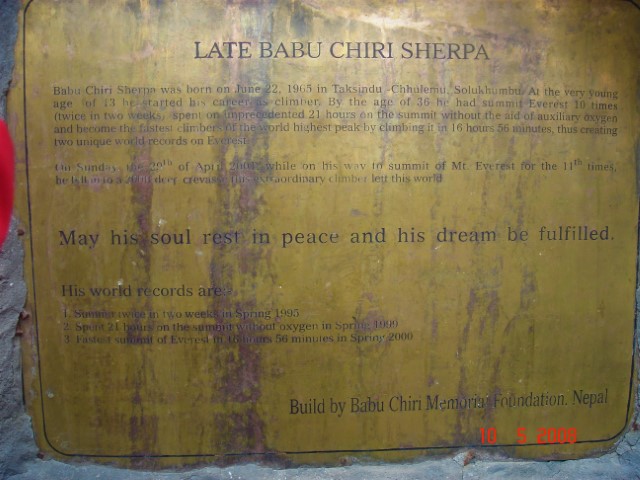 LATE BABU CHIRI SHERPA
Babu Chiri Sherpa was born on June 22, 1965 in Taksindu -Chhulemu, Solukhumbu. At the very young
age of 13 he started his career as climber. By the age of 36 he had summit Everest 10 times
(twice in two weeks), spent on unprecedented 21 hours on the summit without the aid of auxiliary oxygen
and become the fastest climbers of the world highest peak by climbing it in 16 hours 56 minutes, thus creating
two unique world records on Everest.
On Sunday the 29th of April 2001, while on his way to summit of Mt. Everest for the 11th times,
he fell in to a deep crevasse this extraordinary climber left this world
May his soul rest in peace and his dream be fulfilled.
His world records are:-
1. Summit twice in two weeks in Spring 1995
2. Spent 21 hours on the summit without oxygen in Spring 1999
3. Fastest summit of Everest in 16 hours 56 minutes in Spring 2000
Build by Babu Chiri Memorial Foundation. Nepal
10 5 2008